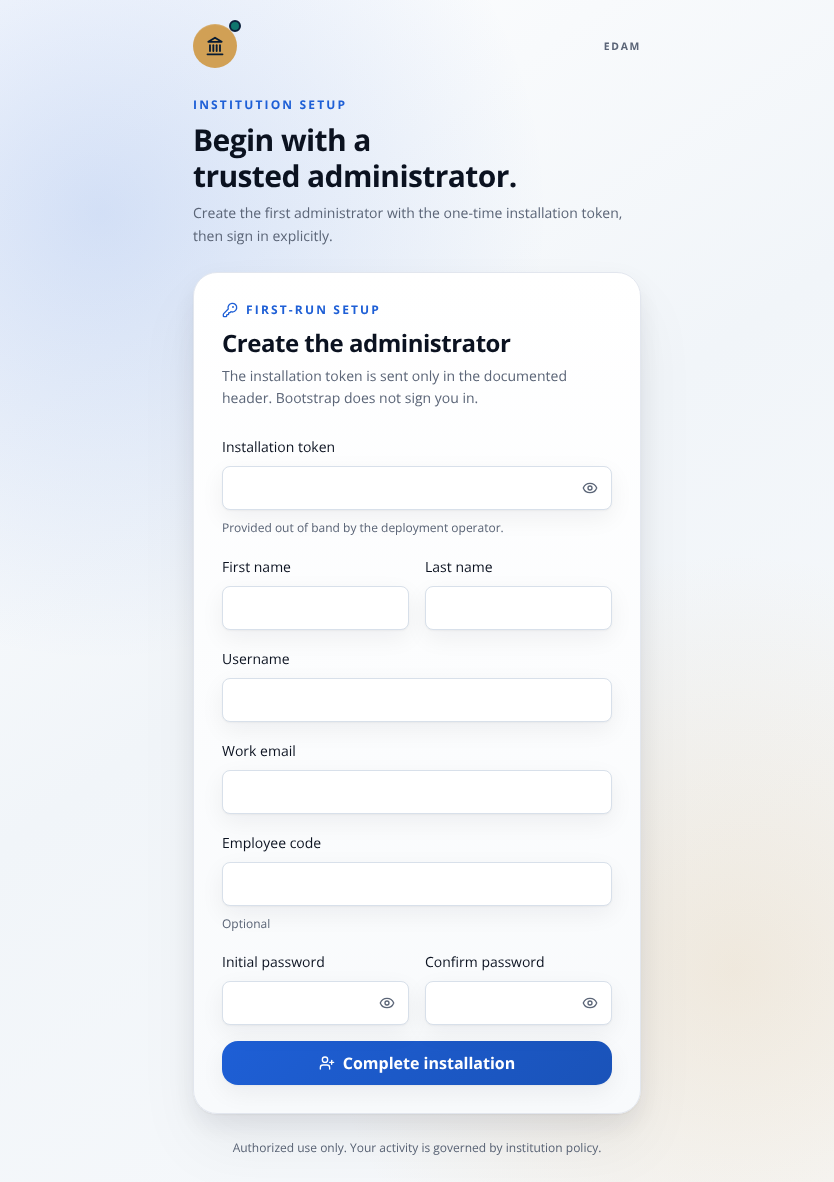 EDAM
INSTITUTION SETUP
Begin with a
trusted administrator.
Create the first administrator with the one-time installation token,
then sign in explicitly.
FIRST-RUN SETUP
Create the administrator
The installation token is sent only in the documented
header. Bootstrap does not sign you in.
Installation token
Provided out of band by the deployment operator.
First name
Last name
Username
Work email
Employee code
Optional
Initial password
Confirm password
Complete installation
Authorized use only. Your activity is governed by institution policy.